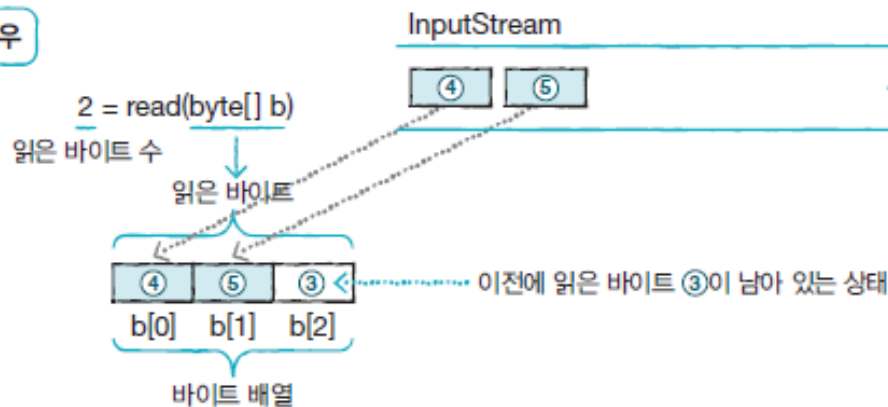 우
InputStream
④ ⑤
2 = read(byte[] b)
읽은 바이트 수
읽은 바이트
④ ⑤ ③ 이전에 읽은 바이트 ③이 남아 있는 상태
b[0] b[1] b[2]
바이트 배열